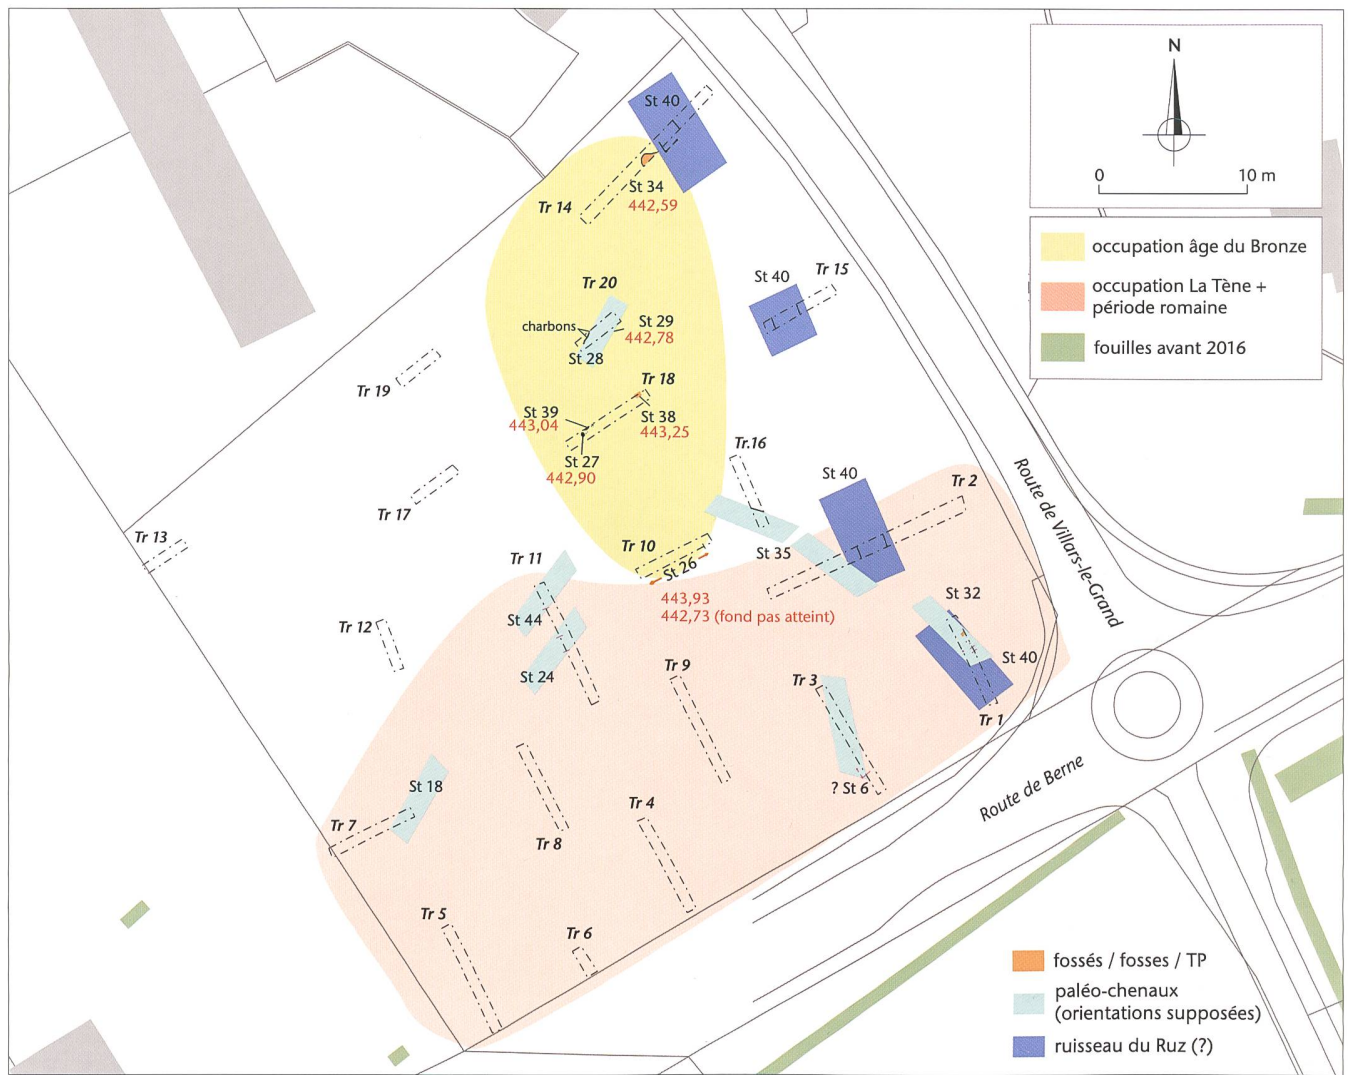 N
0 10 m
occupation âge du Bronze
occupation La Tène +
période romaine
fouilles avant 2016
St 40
St 34
442,59
Tr 14
Tr 20
charbons
St 29
442,78
St 28
St 40
Tr 15
Tr 19
Tr 18
St 39
443,04
St 38
443,25
St 27
442,90
Tr.16
St 40
Tr 2
Route de Villars-le-Grand
Tr 17
Tr 13
Tr 10
St 26
St 35
443,93
442,73 (fond pas atteint)
Tr 11
St 44
St 24
Tr 12
St 32
St 40
Tr 1
Tr 9
Tr 3
? St 6
Route de Berne
St 18
Tr 7
Tr 8
Tr 4
Tr 5
Tr 6
fossés / fosses / TP
paléo-chenaux
(orientations supposées)
ruisseau du Ruz (?)